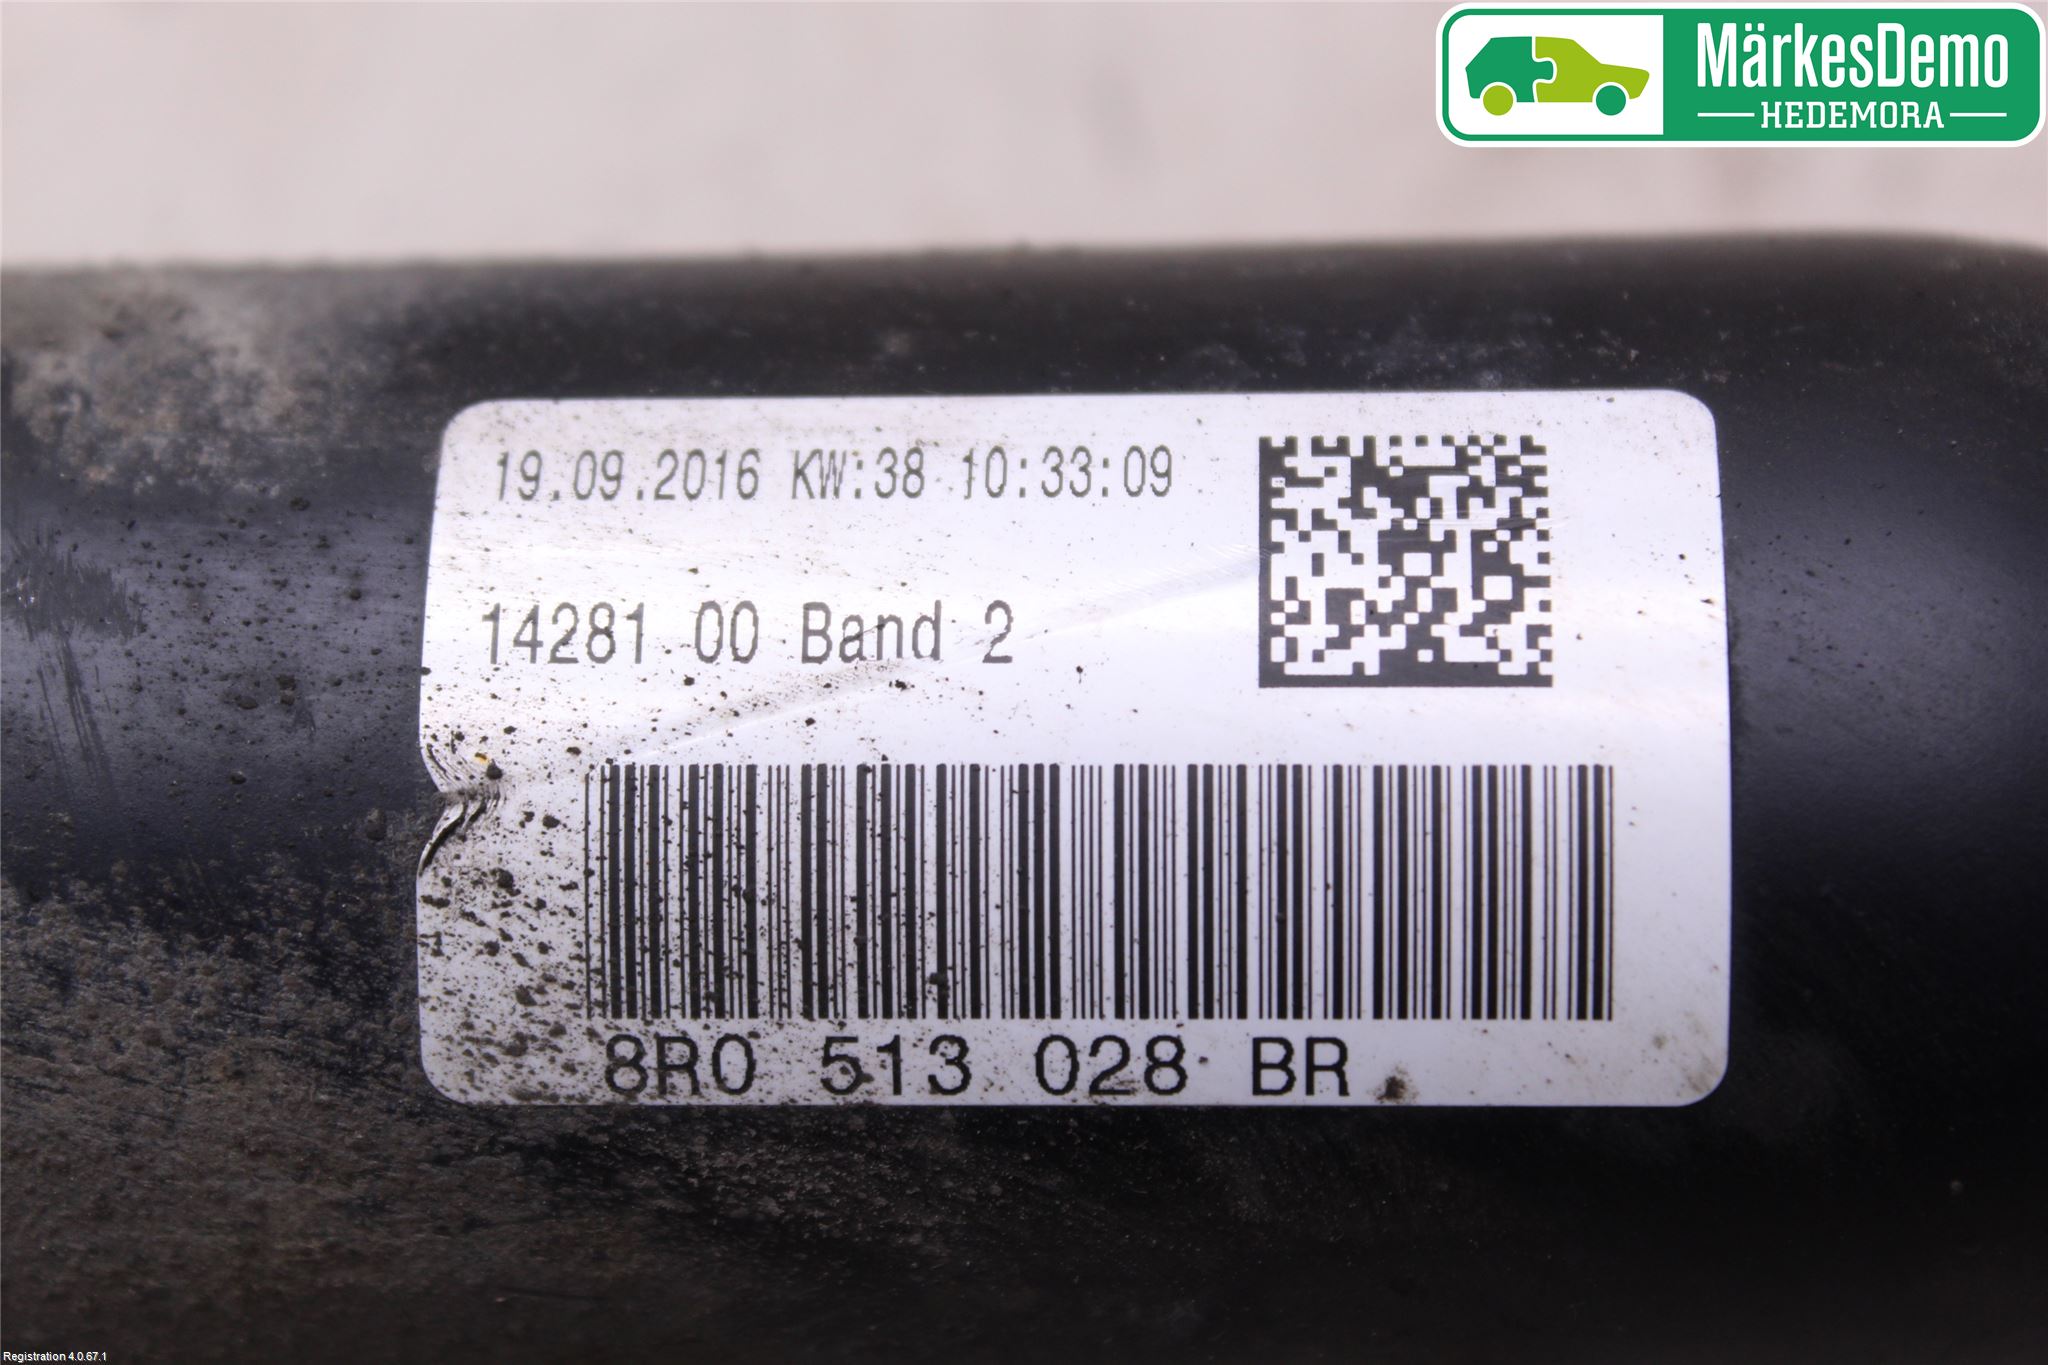 MärkesDemo
HEDEMORA
19.09.2016 KW:38 10:33:09
14281 00 Band 2
8R0 513 028 BR
Registration 4.0.67.1